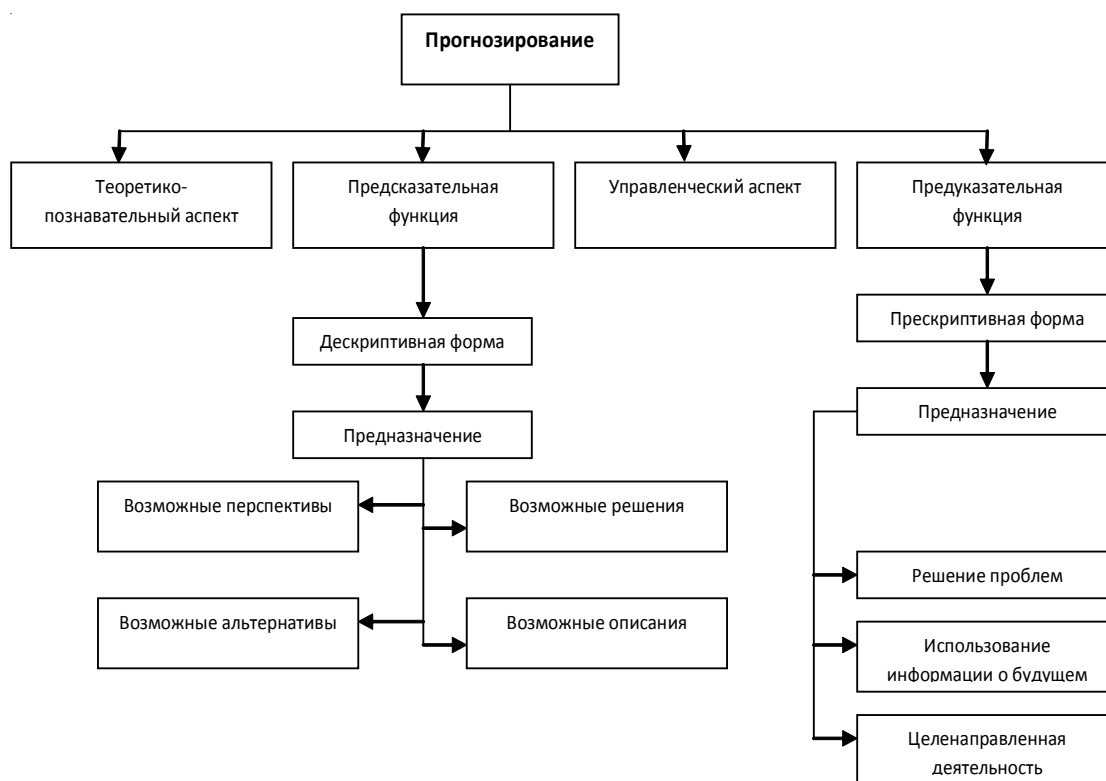 Прогнозирование
Теоретико-
познавательный аспект
Предсказательная
функция
Управленческий аспект
Предуказательная
функция
Дескриптивная форма
Прескриптивная форма
Предназначение
Предназначение
Возможные перспективы
Возможные решения
Возможные альтернативы
Возможные описания
Решение проблем
Использование
информации о будущем
Целенаправленная
деятельность